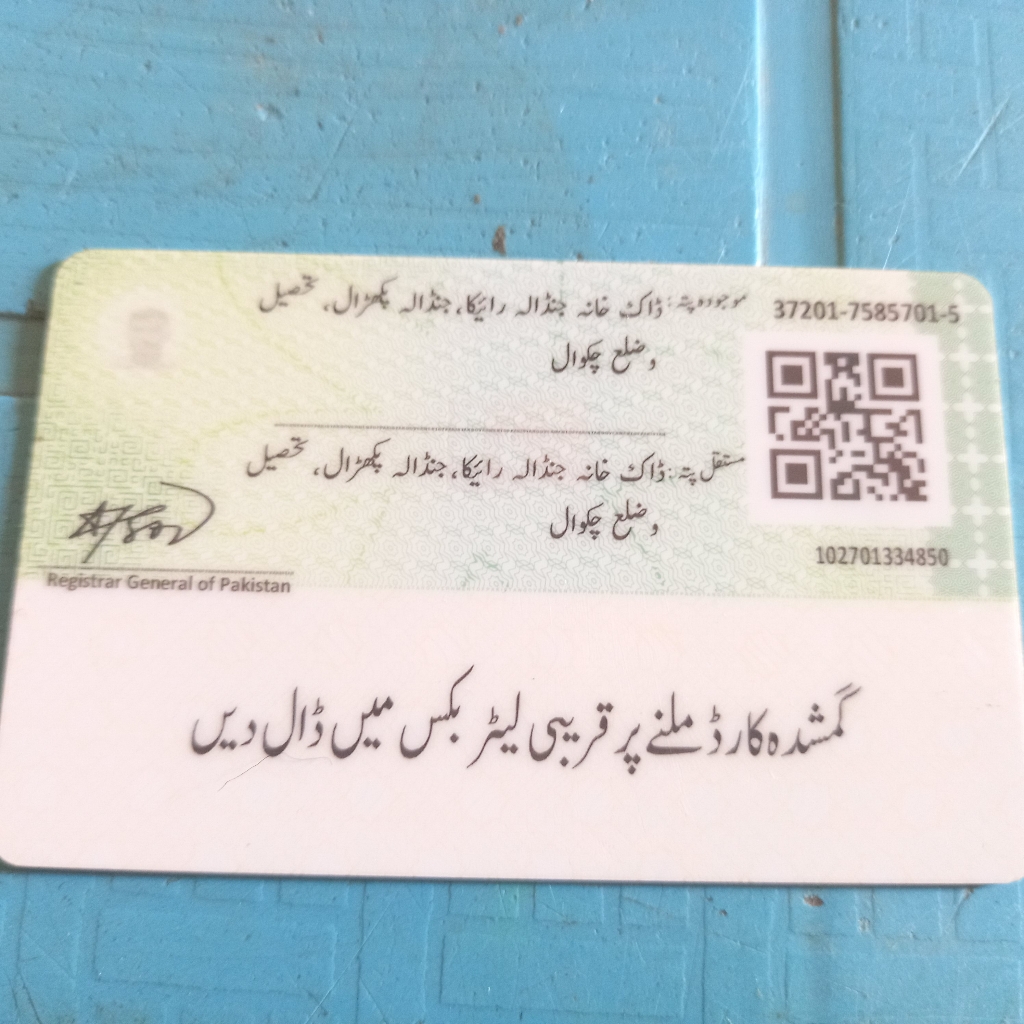 موجودہ پتہ: ڈاک خانہ جنڈالہ رائیکا، جنڈالہ پکھڑال، تحصیل
و ضلع چکوال
37201-7585701-5
مستقل پتہ: ڈاک خانہ جنڈالہ رائیکا، جنڈالہ پکھڑال، تحصیل
و ضلع چکوال
102701334850
Registrar General of Pakistan
گمشدہ کارڈ ملنے پر قریبی لیٹر بکس میں ڈال دیں